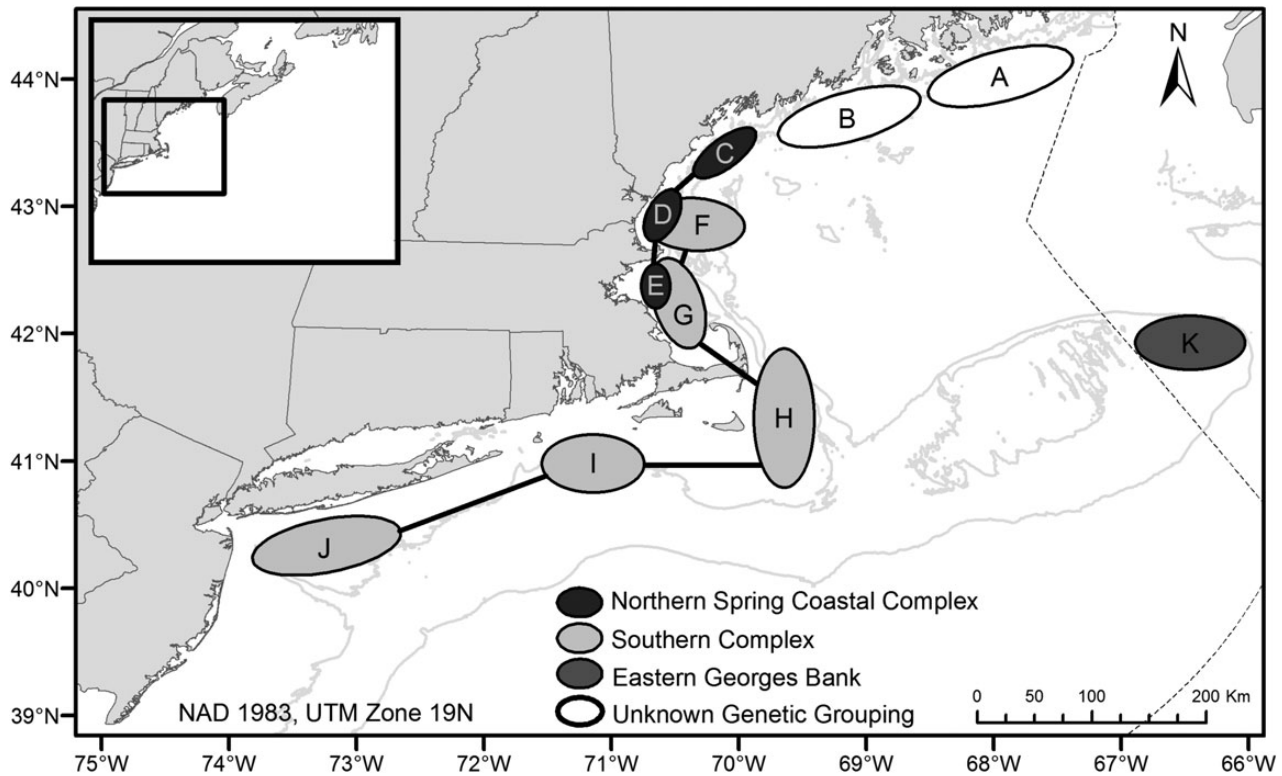 N
44°N
A
B
C
43°N
D
F
E
G
42°N
K
H
41°N
I
J
40°N
Northern Spring Coastal Complex
Southern Complex
Eastern Georges Bank
Unknown Genetic Grouping
0 50 100 200 Km
39°N
NAD 1983, UTM Zone 19N
75°W 74°W 73°W 72°W 71°W 70°W 69°W 68°W 67°W 66°W